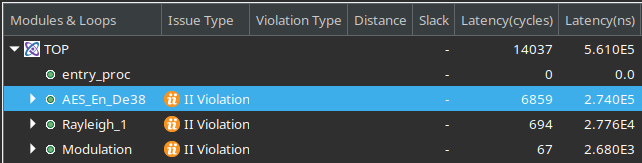 Modules & Loops Issue Type Violation Type Distance Slack Latency(cycles) Latency(ns)
TOP - 14037 5.610E5
entry_proc - 0 0.0
AES_En_De38 II Violation - 6859 2.740E5
Rayleigh_1 II Violation - 694 2.776E4
Modulation II Violation - 67 2.680E3